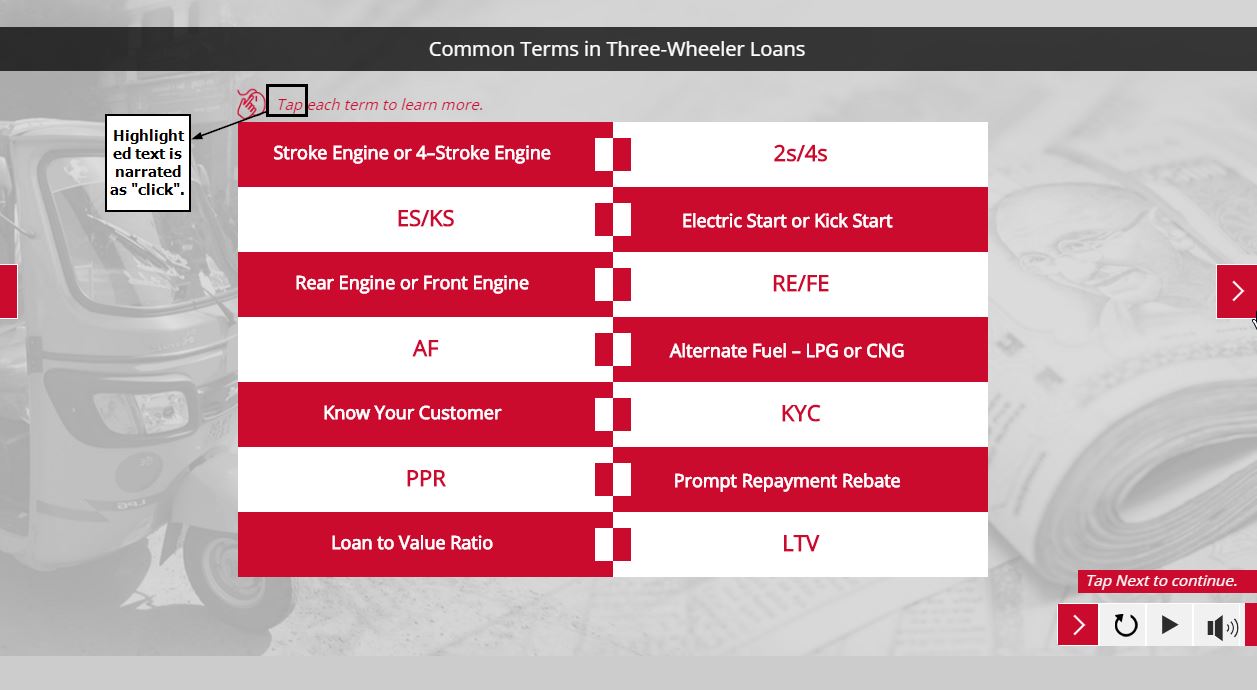 Common Terms in Three-Wheeler Loans
Tap each term to learn more.
Highlight
ed text is
narrated
as "click".
Stroke Engine or 4–Stroke Engine
2s/4s
ES/KS
Electric Start or Kick Start
Rear Engine or Front Engine
RE/FE
AF
Alternate Fuel – LPG or CNG
Know Your Customer
KYC
PPR
Prompt Repayment Rebate
Loan to Value Ratio
LTV
Tap Next to continue.